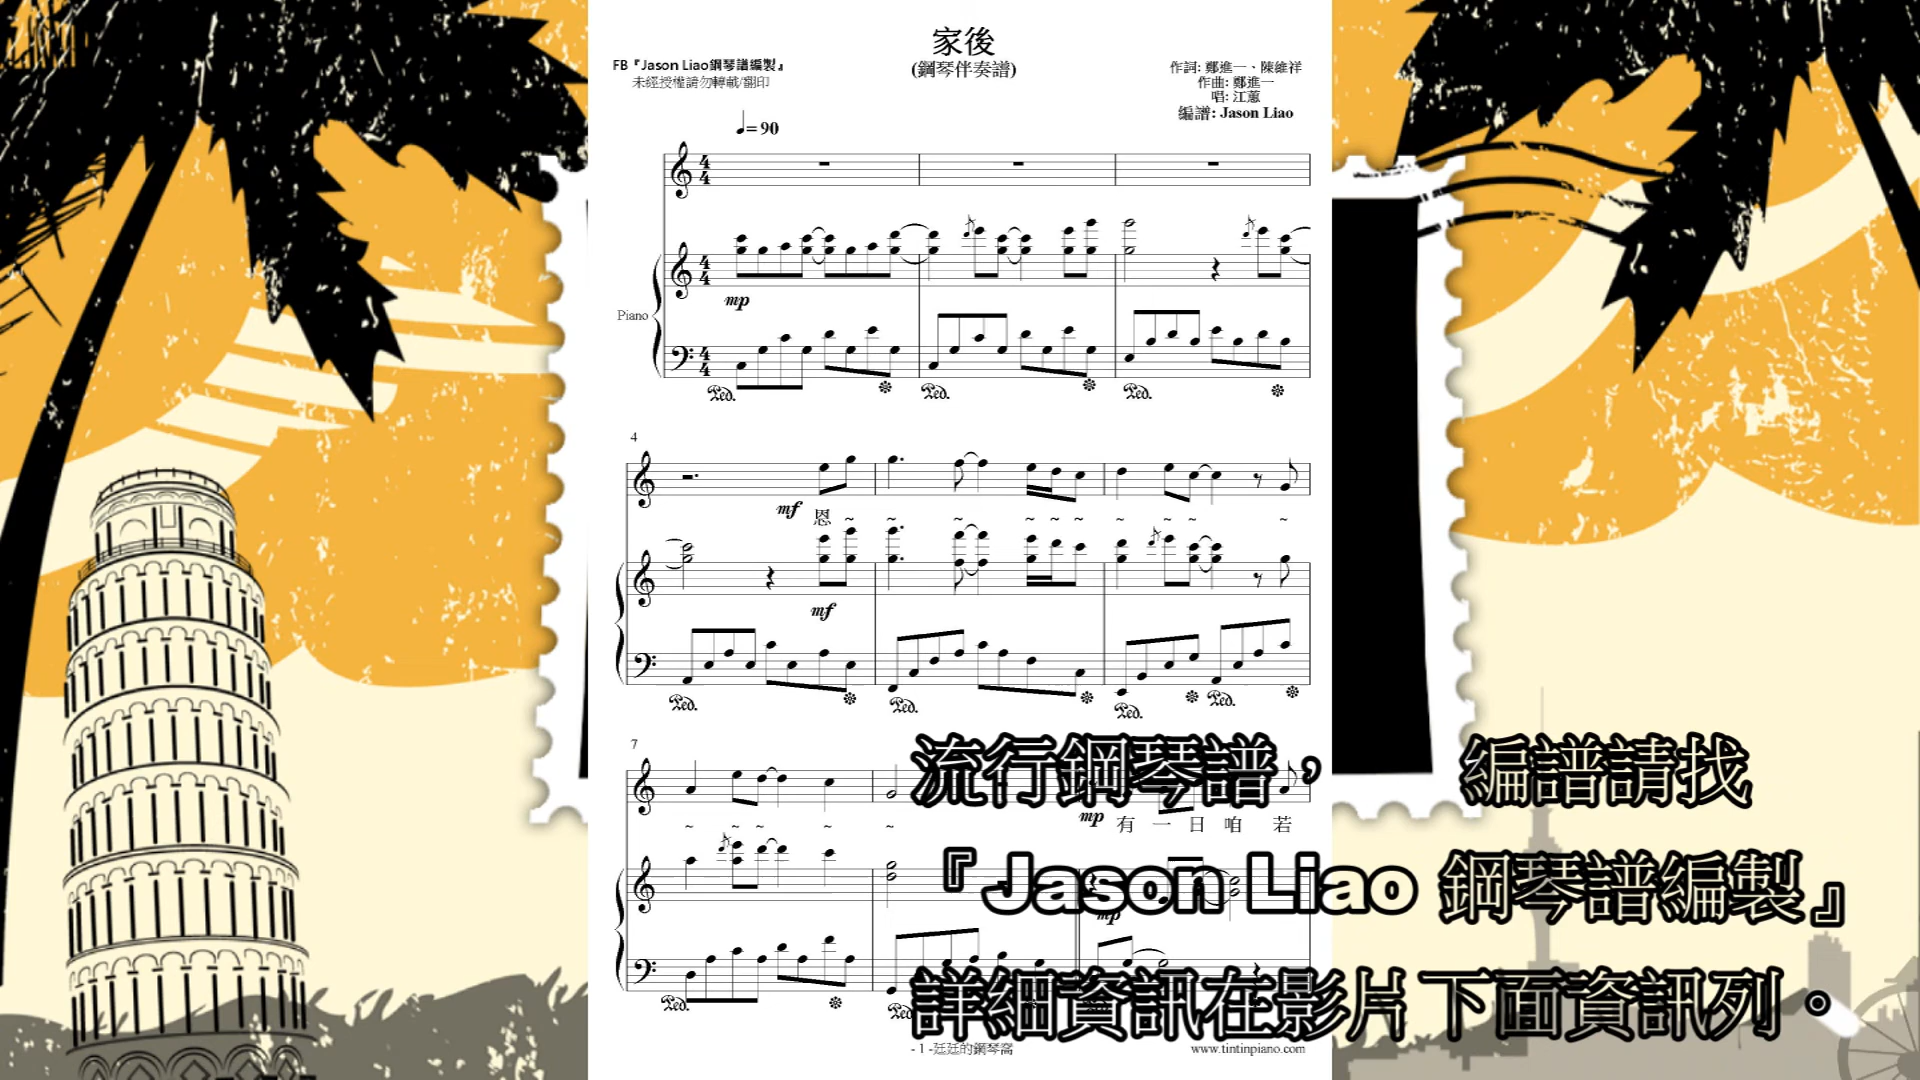 家後
(鋼琴伴奏譜)
FB『Jason Liao鋼琴譜編製』
未經授權請勿轉載/翻印
作詞: 鄭進一、陳維祥
作曲: 鄭進一
唱: 江蕙
編譜: Jason Liao
♩= 90
mp
Piano
4
mf
恩 ~ ~ ~ ~ ~ ~ ~ ~ ~ ~
mf
7
mp
~ ~ ~ ~ ~ 有 一 日 咱 若
mp
流行鋼琴譜, 編譜請找
『Jason Liao 鋼琴譜編製』
詳細資訊在影片下面資訊列。
- 1 -廷廷的鋼琴窩
www.tintinpiano.com